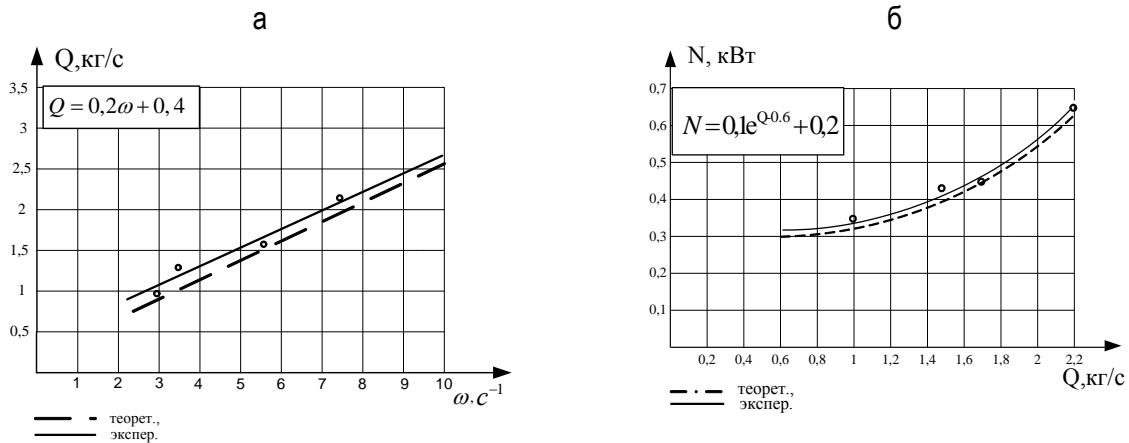 а
Q,кг/с
3,5
3
2,5
2
1,5
1
0,5
Q = 0,2ω + 0, 4
1 2 3 4 5 6 7 8 9 10
ω, с⁻¹
теорет.,
экспер.
б
N, кВт
0,7
0,6
0,5
0,4
0,3
0,2
0,1
N = 0,1e^Q-0.6 + 0,2
0,2 0,4 0,6 0,8 1 1,2 1,4 1,6 1,8 2 2,2
Q,кг/с
теорет.,
экспер.